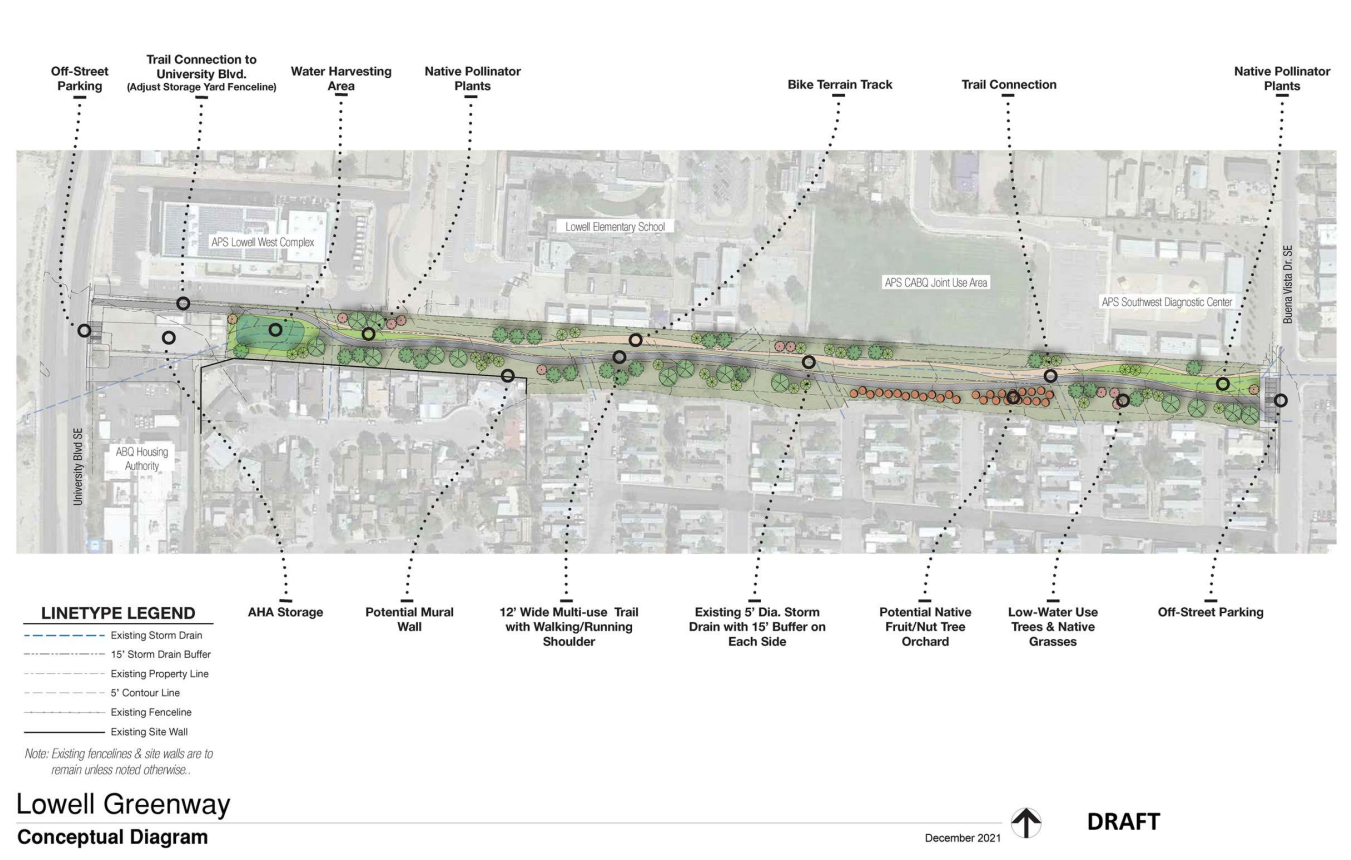 Off-Street
Parking
Trail Connection to
University Blvd.
(Adjust Storage Yard Fenceline)
Water Harvesting
Area
Native Pollinator
Plants
Bike Terrain Track
Trail Connection
Native Pollinator
Plants
APS Lowell West Complex
Lowell Elementary School
APS CABQ Joint Use Area
APS Southwest Diagnostic Center
Buena Vista Dr. SE
University Blvd SE
ABQ Housing
Authority
AHA Storage
Potential Mural
Wall
12' Wide Multi-use Trail
with Walking/Running
Shoulder
Existing 5' Dia. Storm
Drain with 15' Buffer on
Each Side
Potential Native
Fruit/Nut Tree
Orchard
Low-Water Use
Trees & Native
Grasses
Off-Street Parking
LINETYPE LEGEND
Existing Storm Drain
15' Storm Drain Buffer
Existing Property Line
5' Contour Line
Existing Fenceline
Existing Site Wall
Note: Existing fencelines & site walls are to
remain unless noted otherwise..
Lowell Greenway
Conceptual Diagram
December 2021
DRAFT